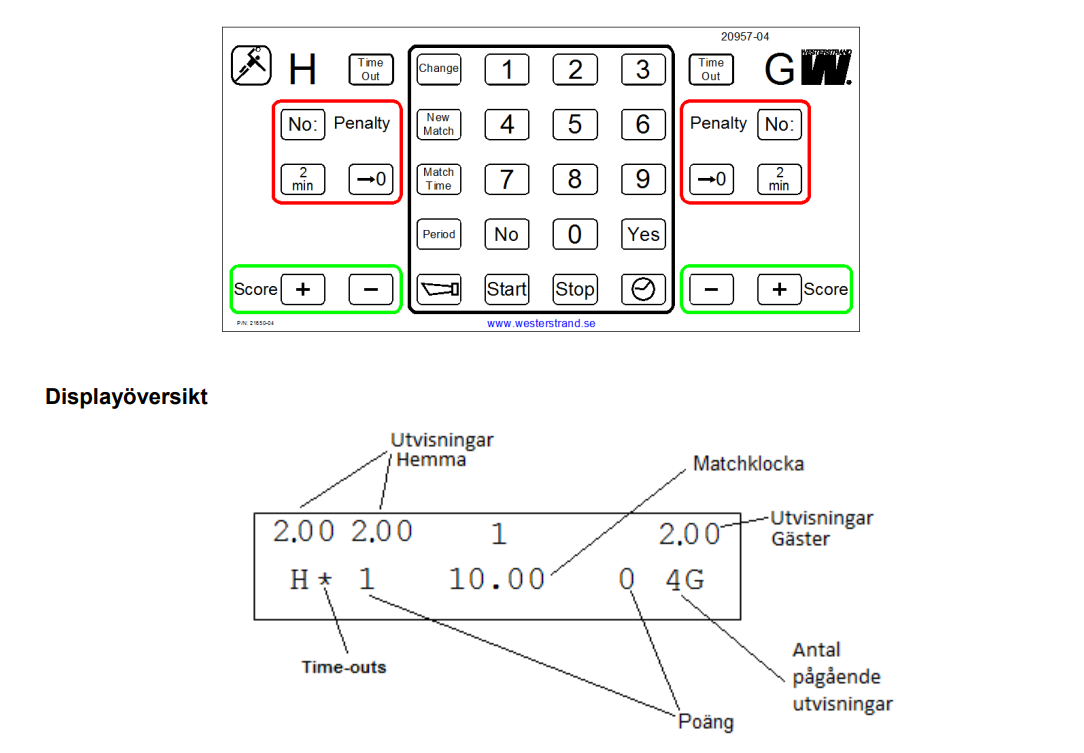 20957-04
H Time Out Change 1 2 3 Time Out G WESTERSTRAND W.
No: Penalty New Match 4 5 6 Penalty No:
2 min →0 Match Time 7 8 9 →0 2 min
Period No 0 Yes
Score + − Start Stop − + Score
P/N: 21650-04 www.westerstrand.se
Displayöversikt
Utvisningar
Hemma
Matchklocka
2.00 2.00 1 2.00
Utvisningar
Gäster
H * 1 10.00 0 4G
Time-outs
Antal
pågående
utvisningar
Poäng